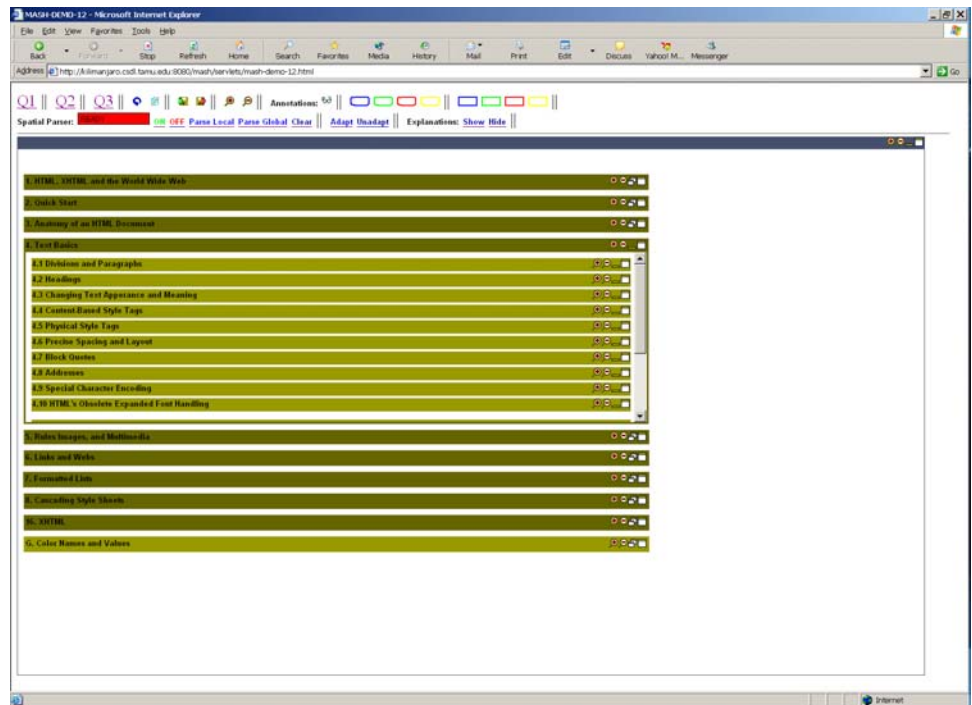 MASH-DEMO-12 - Microsoft Internet Explorer
File Edit View Favorites Tools Help
Back Forward Stop Refresh Home Search Favorites Media History Mail Print Edit Discuss Yahoo! M... Messenger
Address http://kilimanjaro.csdl.tamu.edu:8080/mash/servlets/mash-demo-12.html Go
Q1 || Q2 || Q3 || || || || Annotations: || || ||
Spatial Parser: ON OFF Parse Local Parse Global Clear || Adapt Unadapt || Explanations: Show Hide ||
1. HTML, XHTML and the World Wide Web
2. Quick Start
3. Anatomy of an HTML Document
4. Text Basics
4.1 Divisions and Paragraphs
4.2 Headings
4.3 Changing Text Apperance and Meaning
4.4 Content-Based Style Tags
4.5 Physical Style Tags
4.6 Precise Spacing and Layout
4.7 Block Quotes
4.8 Addresses
4.9 Special Character Encoding
4.10 HTML's Obsolete Expanded Font Handling
5. Rules Images, and Multimedia
6. Links and Webs
7. Formatted Lists
8. Cascading Style Sheets
16. XHTML
G. Color Names and Values
Internet